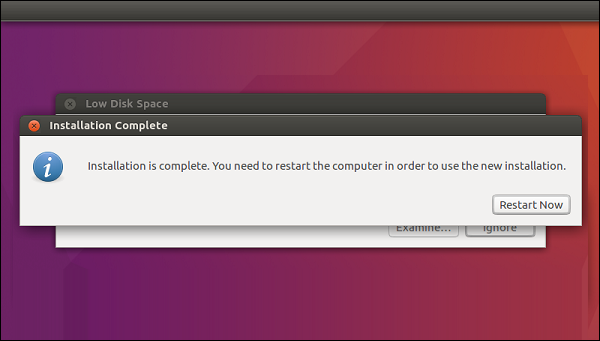 Low Disk Space
Installation Complete
Installation is complete. You need to restart the computer in order to use the new installation.
Restart Now
Examine... Ignore